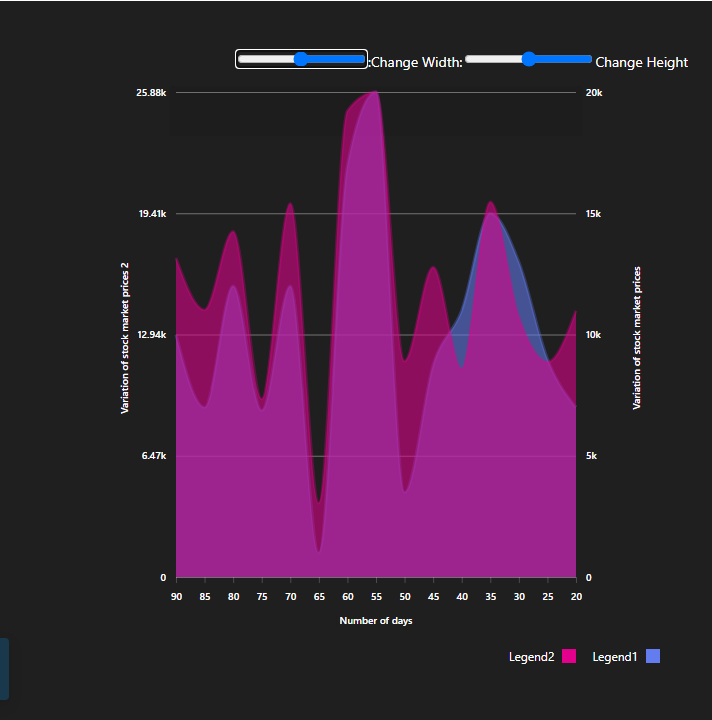 :Change Width: Change Height
25.88k 20k
19.41k 15k
12.94k 10k
6.47k 5k
0 0
Variation of stock market prices 2
Variation of stock market prices
90 85 80 75 70 65 60 55 50 45 40 35 30 25 20
Number of days
Legend2 Legend1